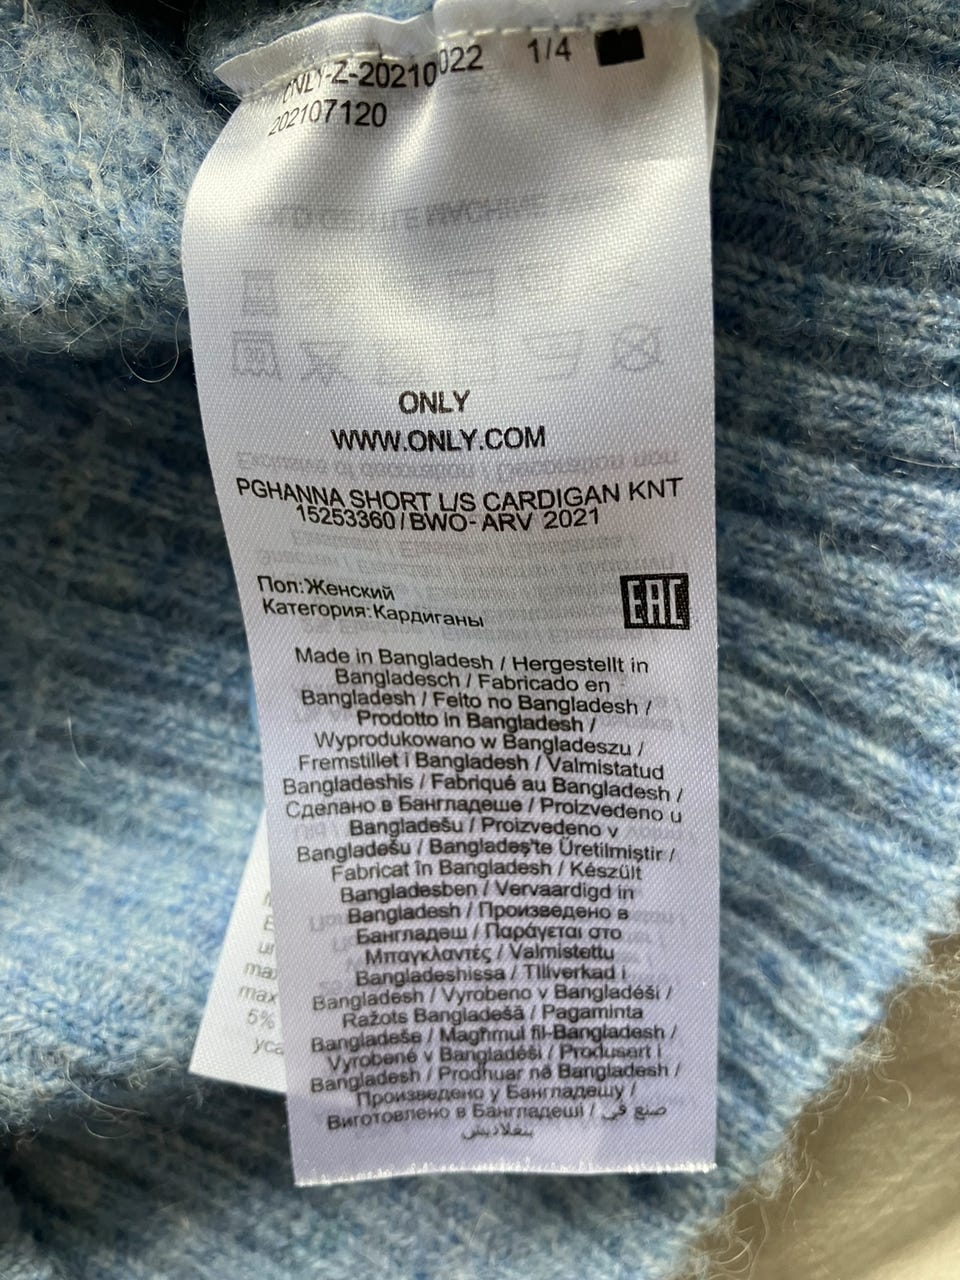 ONLY-Z-20210022 1/4
202107120
ONLY
WWW.ONLY.COM
PGHANNA SHORT L/S CARDIGAN KNT
15253360/BWO-ARV 2021
Пол:Женский
Категория:Кардиганы
EAC
Made in Bangladesh / Hergestellt in
Bangladesch / Fabricado en
Bangladesh / Feito no Bangladesh /
Prodotto in Bangladesh /
Wyprodukowano w Bangladeszu /
Fremstillet i Bangladesh / Valmistatud
Bangladeshis / Fabriqué au Bangladesh /
Сделано в Бангладеше / Proizvedeno u
Bangladešu / Proizvedeno v
Bangladešu / Bangladeş'te Üretilmiştir /
Fabricat în Bangladesh / Készült
Bangladesben / Vervaardigd in
Bangladesh / Произведено в
Бангладеш / Παράγεται στο
Μπαγκλαντές / Valmistettu
Bangladeshissa / Tillverkad i
Bangladesh / Vyrobeno v Bangladéši /
Ražots Bangladešā / Pagaminta
Bangladeše / Magħmul fil-Bangladesh /
Vyrobené v Bangladéši / Produsert i
Bangladesh / Prodhuar në Bangladesh /
Произведено у Бангладешу /
Виготовлено в Бангладеші / صنع في
بنغلاديش
max
max
5%